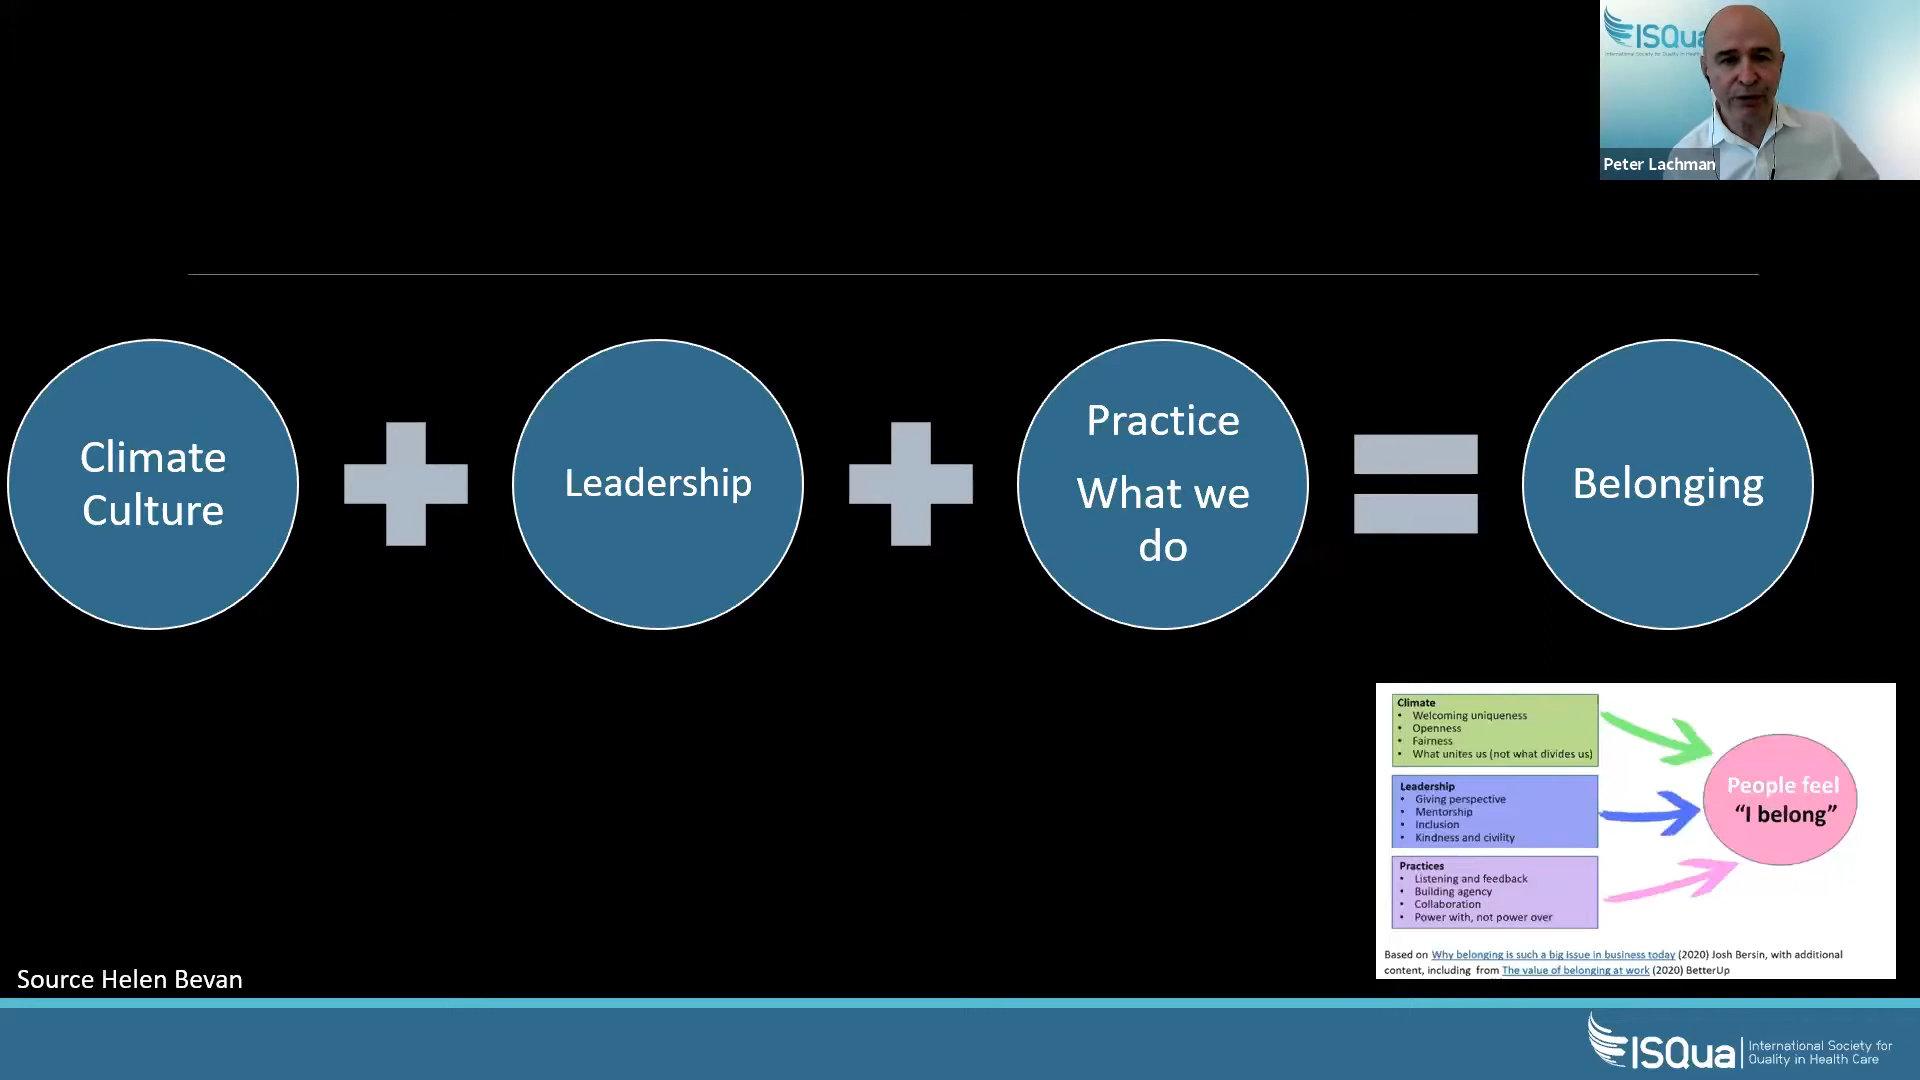 ISQua
Peter Lachman
Climate
Culture
Leadership
Practice
What we
do
Belonging
Climate
• Welcoming uniqueness
• Openness
• Fairness
• What unites us (not what divides us)
Leadership
• Giving perspective
• Mentorship
• Inclusion
• Kindness and civility
Practices
• Listening and feedback
• Building agency
• Collaboration
• Power with, not power over
People feel
“I belong”
Based on Why belonging is such a big issue in business today (2020) Josh Bersin, with additional
content, including from The value of belonging at work (2020) BetterUp
Source Helen Bevan
ISQua
International Society for
Quality in Health Care